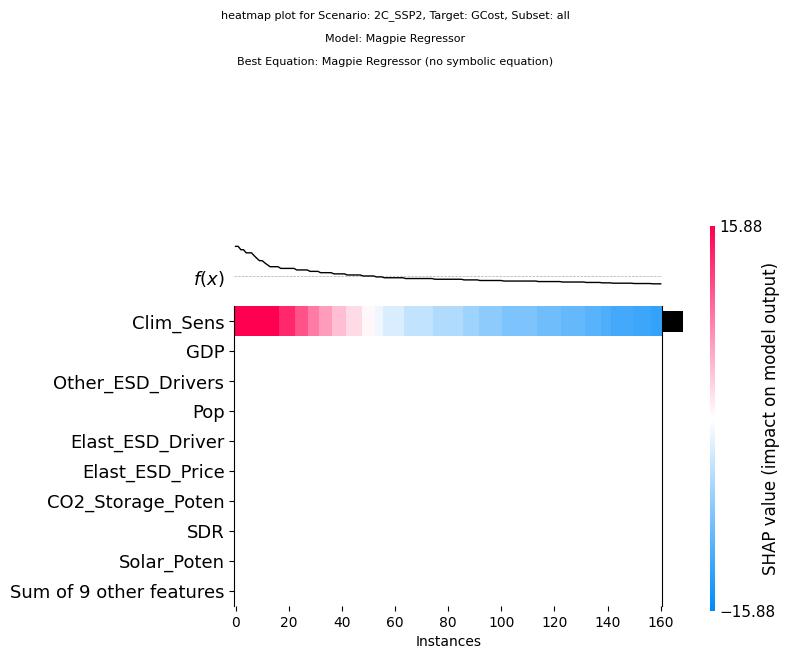 heatmap plot for Scenario: 2C_SSP2, Target: GCost, Subset: all
Model: Magpie Regressor
Best Equation: Magpie Regressor (no symbolic equation)
15.88
f(x)
Clim_Sens
GDP
Other_ESD_Drivers
Pop
Elast_ESD_Driver
Elast_ESD_Price
CO2_Storage_Poten
SDR
Solar_Poten
Sum of 9 other features
SHAP value (impact on model output)
−15.88
0 20 40 60 80 100 120 140 160
Instances